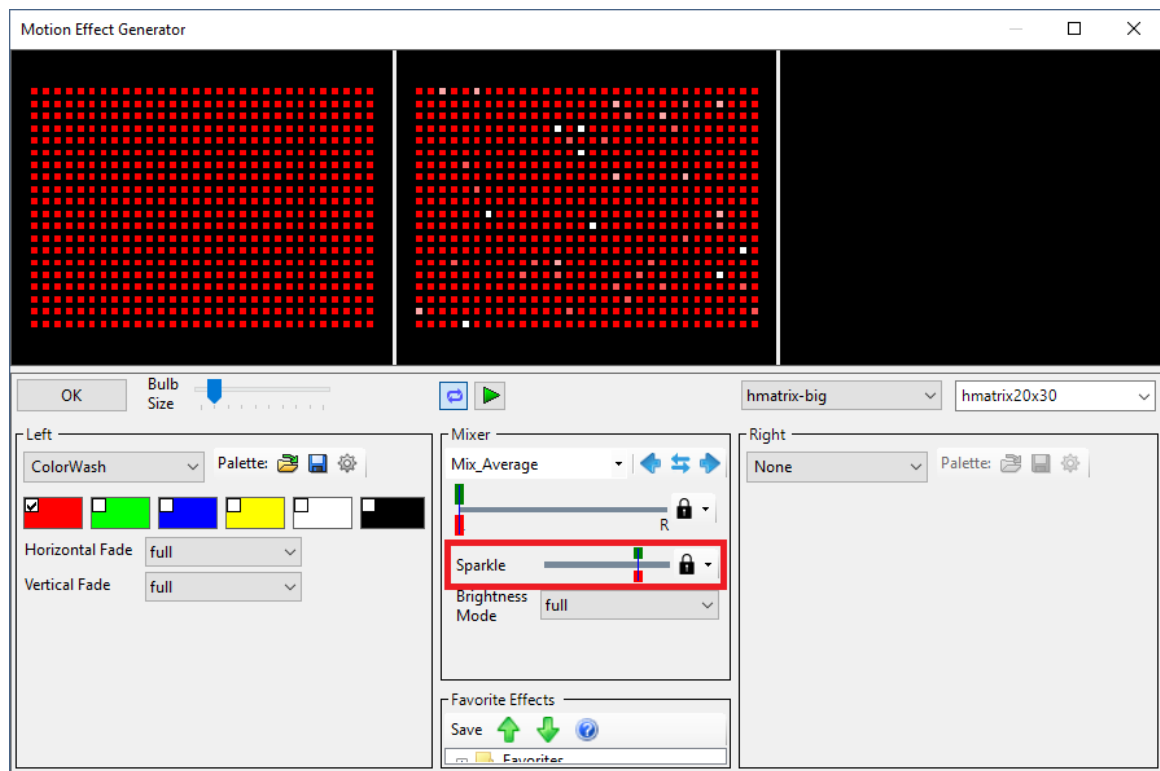 Motion Effect Generator
OK
Bulb
Size
hmatrix-big
hmatrix20x30
Left
ColorWash
Palette:
Horizontal Fade
full
Vertical Fade
full
Mixer
Mix_Average
R
Sparkle
Brightness
Mode
full
Favorite Effects
Save
Favorites
Right
None
Palette: